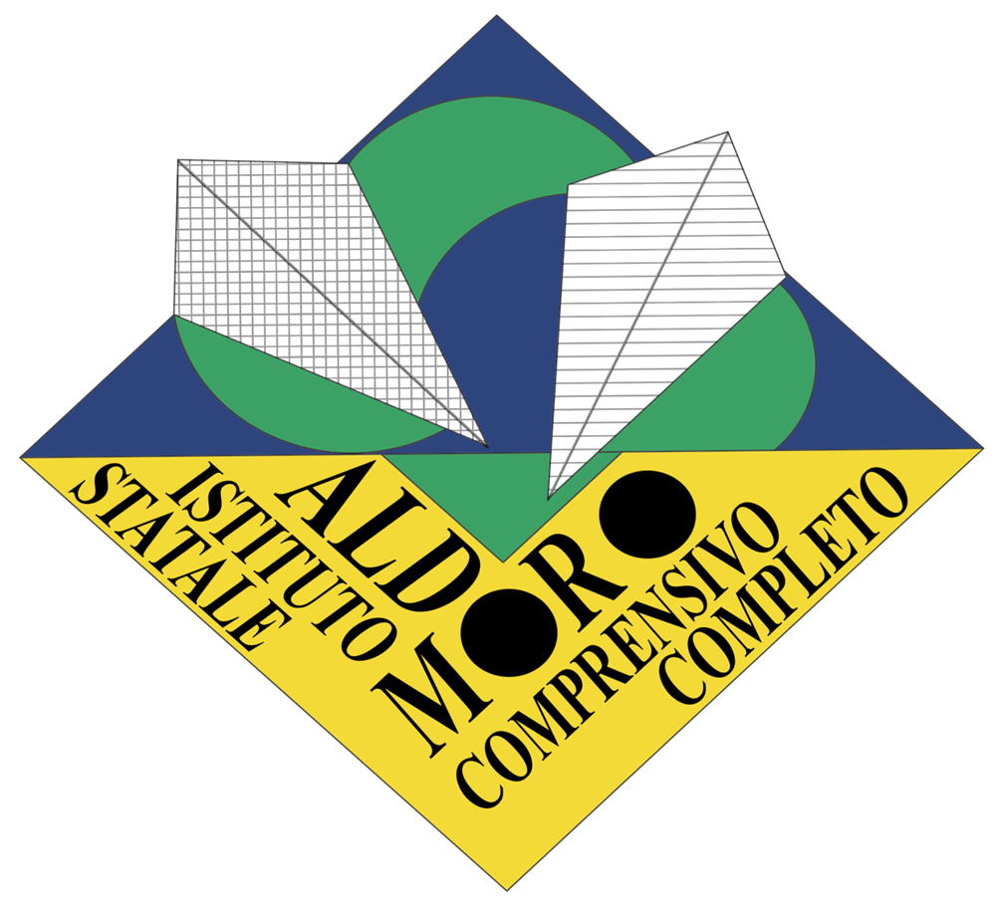 STATALE
ISTITUTO
ALDO
MORO
COMPRENSIVO
COMPLETO